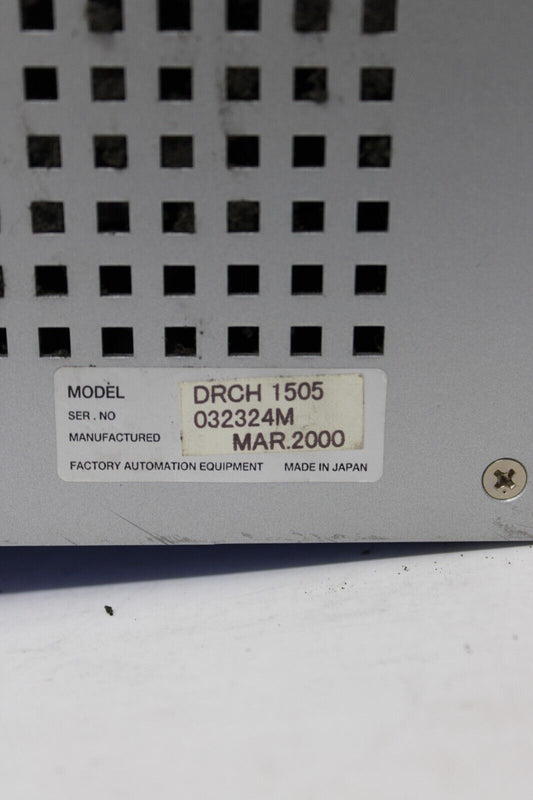 MODEL DRCH 1505
SER . NO 032324M
MANUFACTURED MAR.2000
FACTORY AUTOMATION EQUIPMENT MADE IN JAPAN